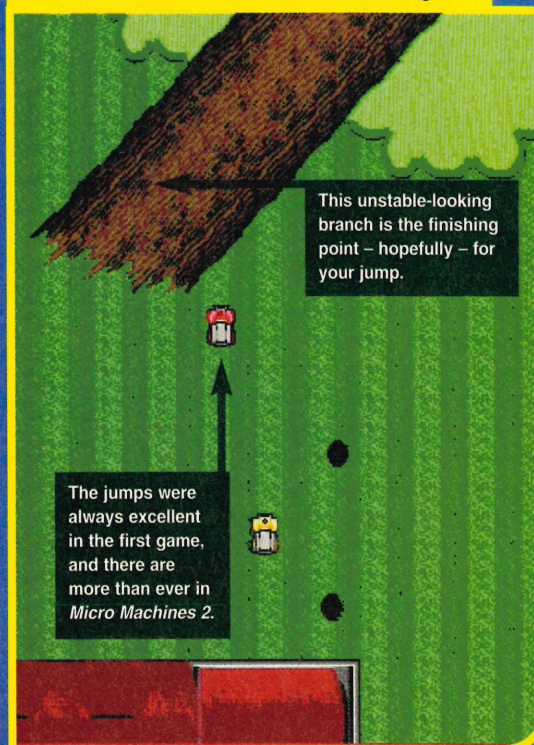 This unstable-looking
branch is the finishing
point – hopefully – for
your jump.
The jumps were
always excellent
in the first game,
and there are
more than ever in
Micro Machines 2.